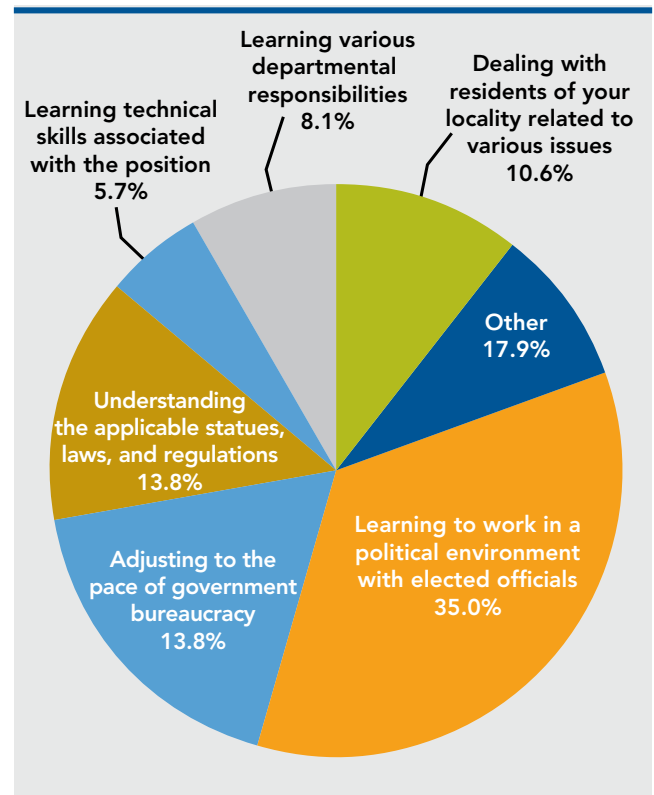 Learning various
departmental
responsibilities
8.1%
Dealing with
residents of your
locality related to
various issues
10.6%
Learning technical
skills associated
with the position
5.7%
Other
17.9%
Understanding
the applicable statues,
laws, and regulations
13.8%
Learning to work in a
political environment
with elected officials
35.0%
Adjusting to the
pace of government
bureaucracy
13.8%